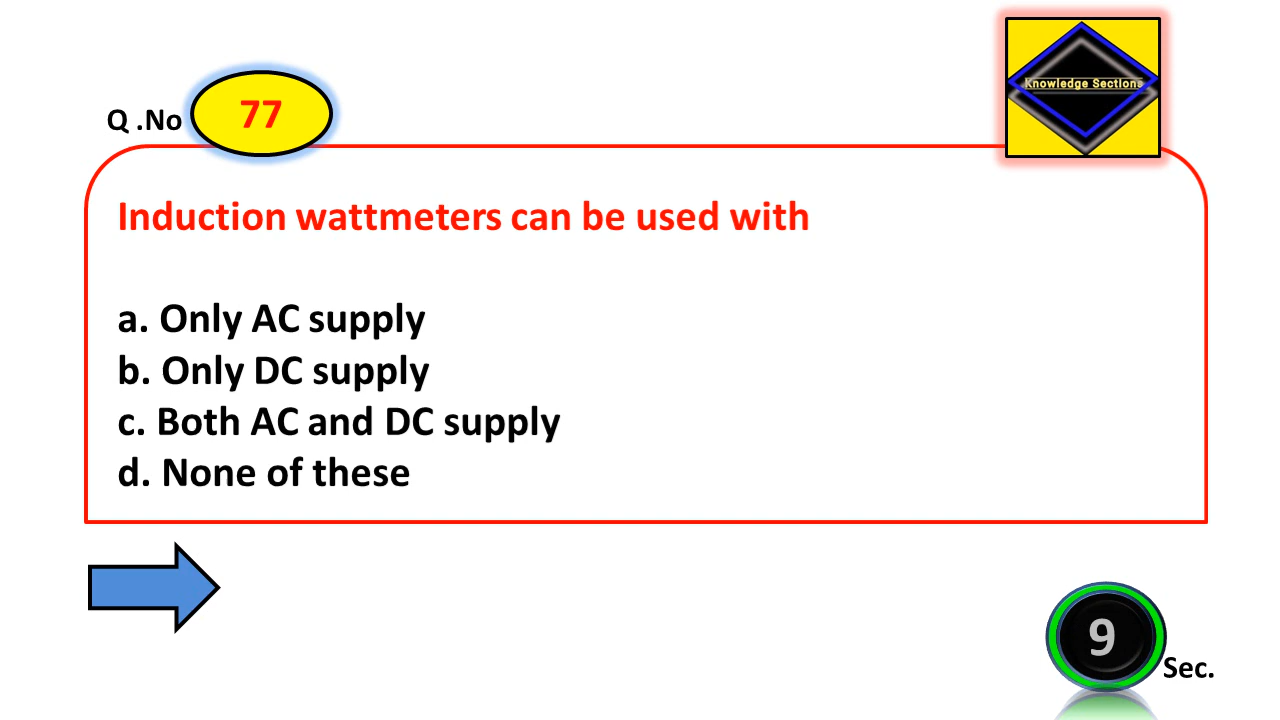 Knowledge Sections
Q .No 77
Induction wattmeters can be used with
a. Only AC supply
b. Only DC supply
c. Both AC and DC supply
d. None of these
9 Sec.